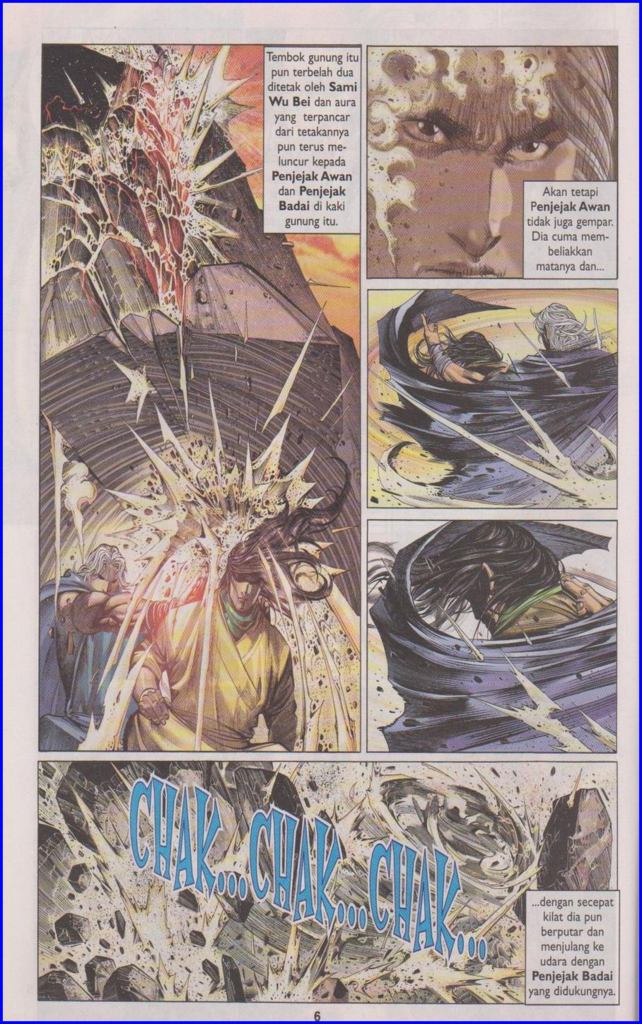 Tembok gunung itu
pun terbelah dua
ditetak oleh Sami
Wu Bei dan aura
yang terpancar
dari tetakannya
pun terus me-
luncur kepada
Penjejak Awan
dan Penjejak
Badai di kaki
gunung itu.
Akan tetapi
Penjejak Awan
tidak juga gempar.
Dia cuma mem-
beliakkan
matanya dan...
CHAK...CHAK...CHAK...
...dengan secepat
kilat dia pun
berputar dan
menjulang ke
udara dengan
Penjejak Badai
yang didukungnya.
6